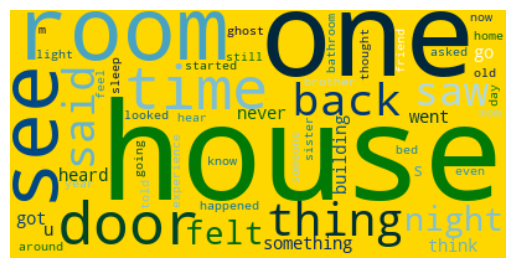 room
one
m
light
ghost
still
started
bathroom
thought
friend
asked
now
home
go
old
day
see
said
feel
sleep
time
brother
back
saw
looked
hear
never
went
house
heard
year
going
told
experience
know
someone
sister
building
bed
s
even
happened
got
u
around
door
felt
thing
something
night
think